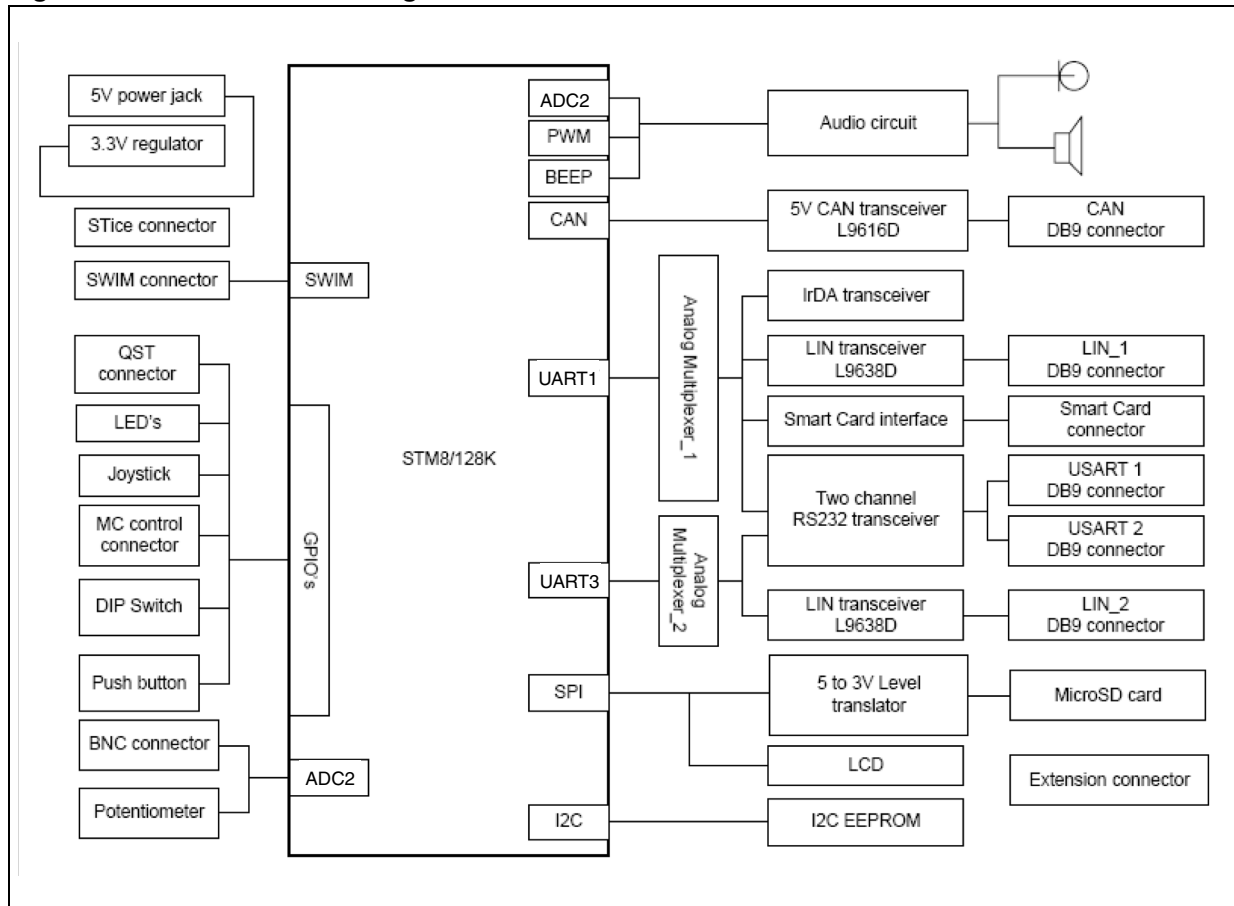 5V power jack
3.3V regulator
STice connector
SWIM connector
SWIM
QST
connector
LED's
Joystick
MC control
connector
DIP Switch
Push button
GPIO's
BNC connector
Potentiometer
ADC2
STM8/128K
ADC2
PWM
BEEP
CAN
UART1
UART3
SPI
I2C
Analog Multiplexer_1
Analog
Multiplexer_2
Audio circuit
5V CAN transceiver
L9616D
CAN
DB9 connector
IrDA transceiver
LIN transceiver
L9638D
LIN_1
DB9 connector
Smart Card interface
Smart Card
connector
Two channel
RS232 transceiver
USART 1
DB9 connector
USART 2
DB9 connector
LIN transceiver
L9638D
LIN_2
DB9 connector
5 to 3V Level
translator
MicroSD card
LCD
Extension connector
I2C EEPROM